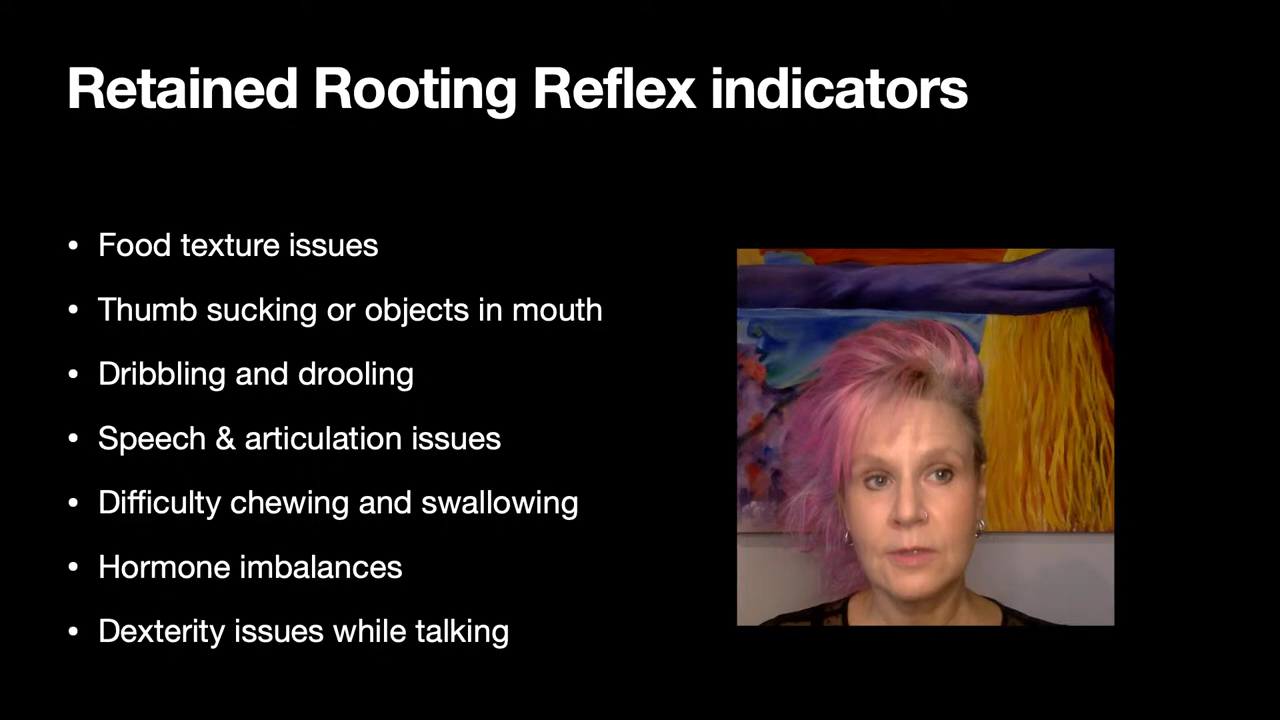 Retained Rooting Reflex indicators
• Food texture issues
• Thumb sucking or objects in mouth
• Dribbling and drooling
• Speech & articulation issues
• Difficulty chewing and swallowing
• Hormone imbalances
• Dexterity issues while talking